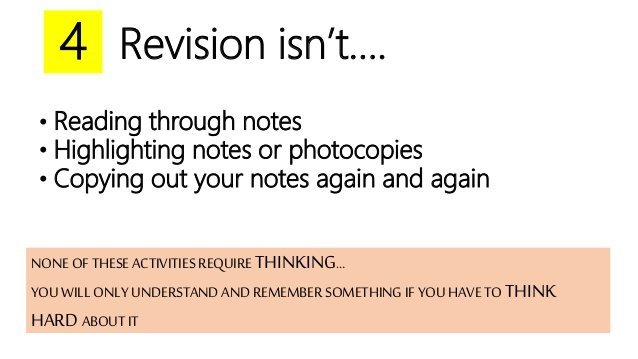 4 Revision isn't....
• Reading through notes
• Highlighting notes or photocopies
• Copying out your notes again and again
NONE OF THESE ACTIVITIES REQUIRE THINKING...
YOU WILL ONLY UNDERSTAND AND REMEMBER SOMETHING IF YOU HAVE TO THINK
HARD ABOUT IT